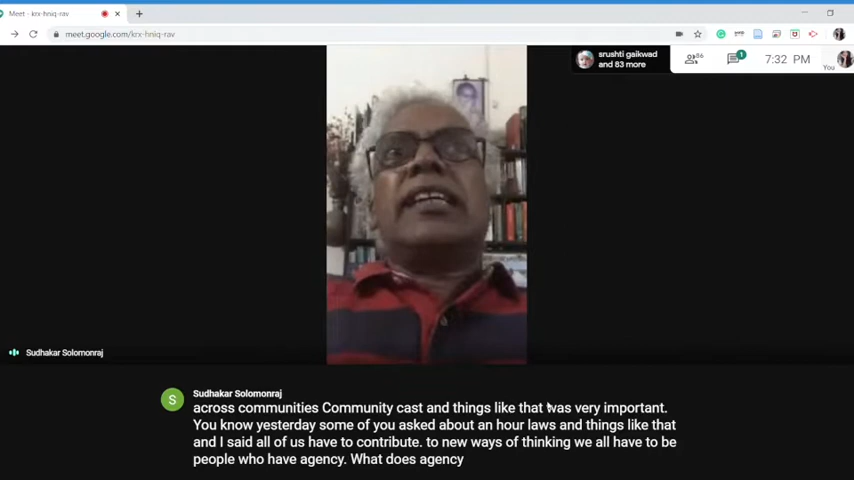 Meet - krx-hniq-rav
meet.google.com/krx-hniq-rav
srushti gaikwad
and 83 more
86
1
7:32 PM
You
Sudhakar Solomonraj
S
Sudhakar Solomonraj
across communities Community cast and things like that was very important.
You know yesterday some of you asked about an hour laws and things like that
and I said all of us have to contribute. to new ways of thinking we all have to be
people who have agency. What does agency